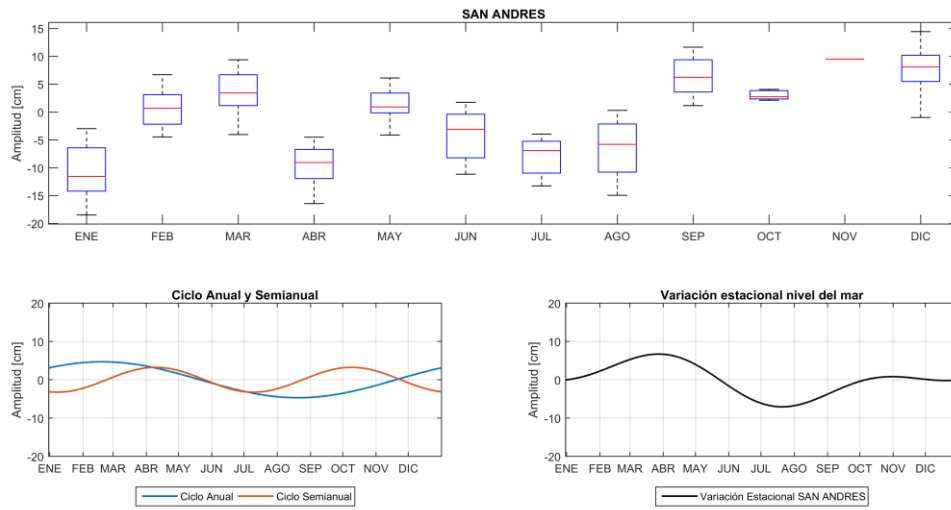 SAN ANDRES
Amplitud [cm]
15
10
5
0
-5
-10
-15
-20
ENE FEB MAR ABR MAY JUN JUL AGO SEP OCT NOV DIC
Ciclo Anual y Semianual
Amplitud [cm]
20
10
0
-10
-20
ENE FEB MAR ABR MAY JUN JUL AGO SEP OCT NOV DIC
Ciclo Anual Ciclo Semianual
Variación estacional nivel del mar
Amplitud [cm]
20
10
0
-10
-20
ENE FEB MAR ABR MAY JUN JUL AGO SEP OCT NOV DIC
Variación Estacional SAN ANDRES